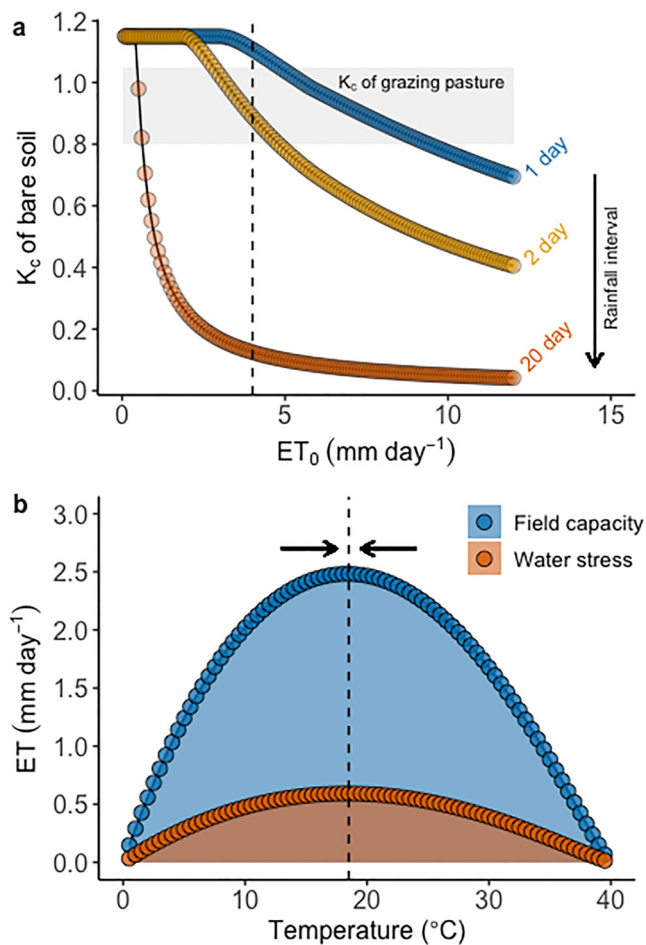 a
1.2
1.0
0.8
0.6
0.4
0.2
0.0
Kc of bare soil
Kc of grazing pasture
1 day
2 day
20 day
Rainfall interval
0
5
10
15
ET0 (mm day−1)
b
3.0
2.5
2.0
1.5
1.0
0.5
0.0
ET (mm day−1)
Field capacity
Water stress
0
10
20
30
40
Temperature (°C)